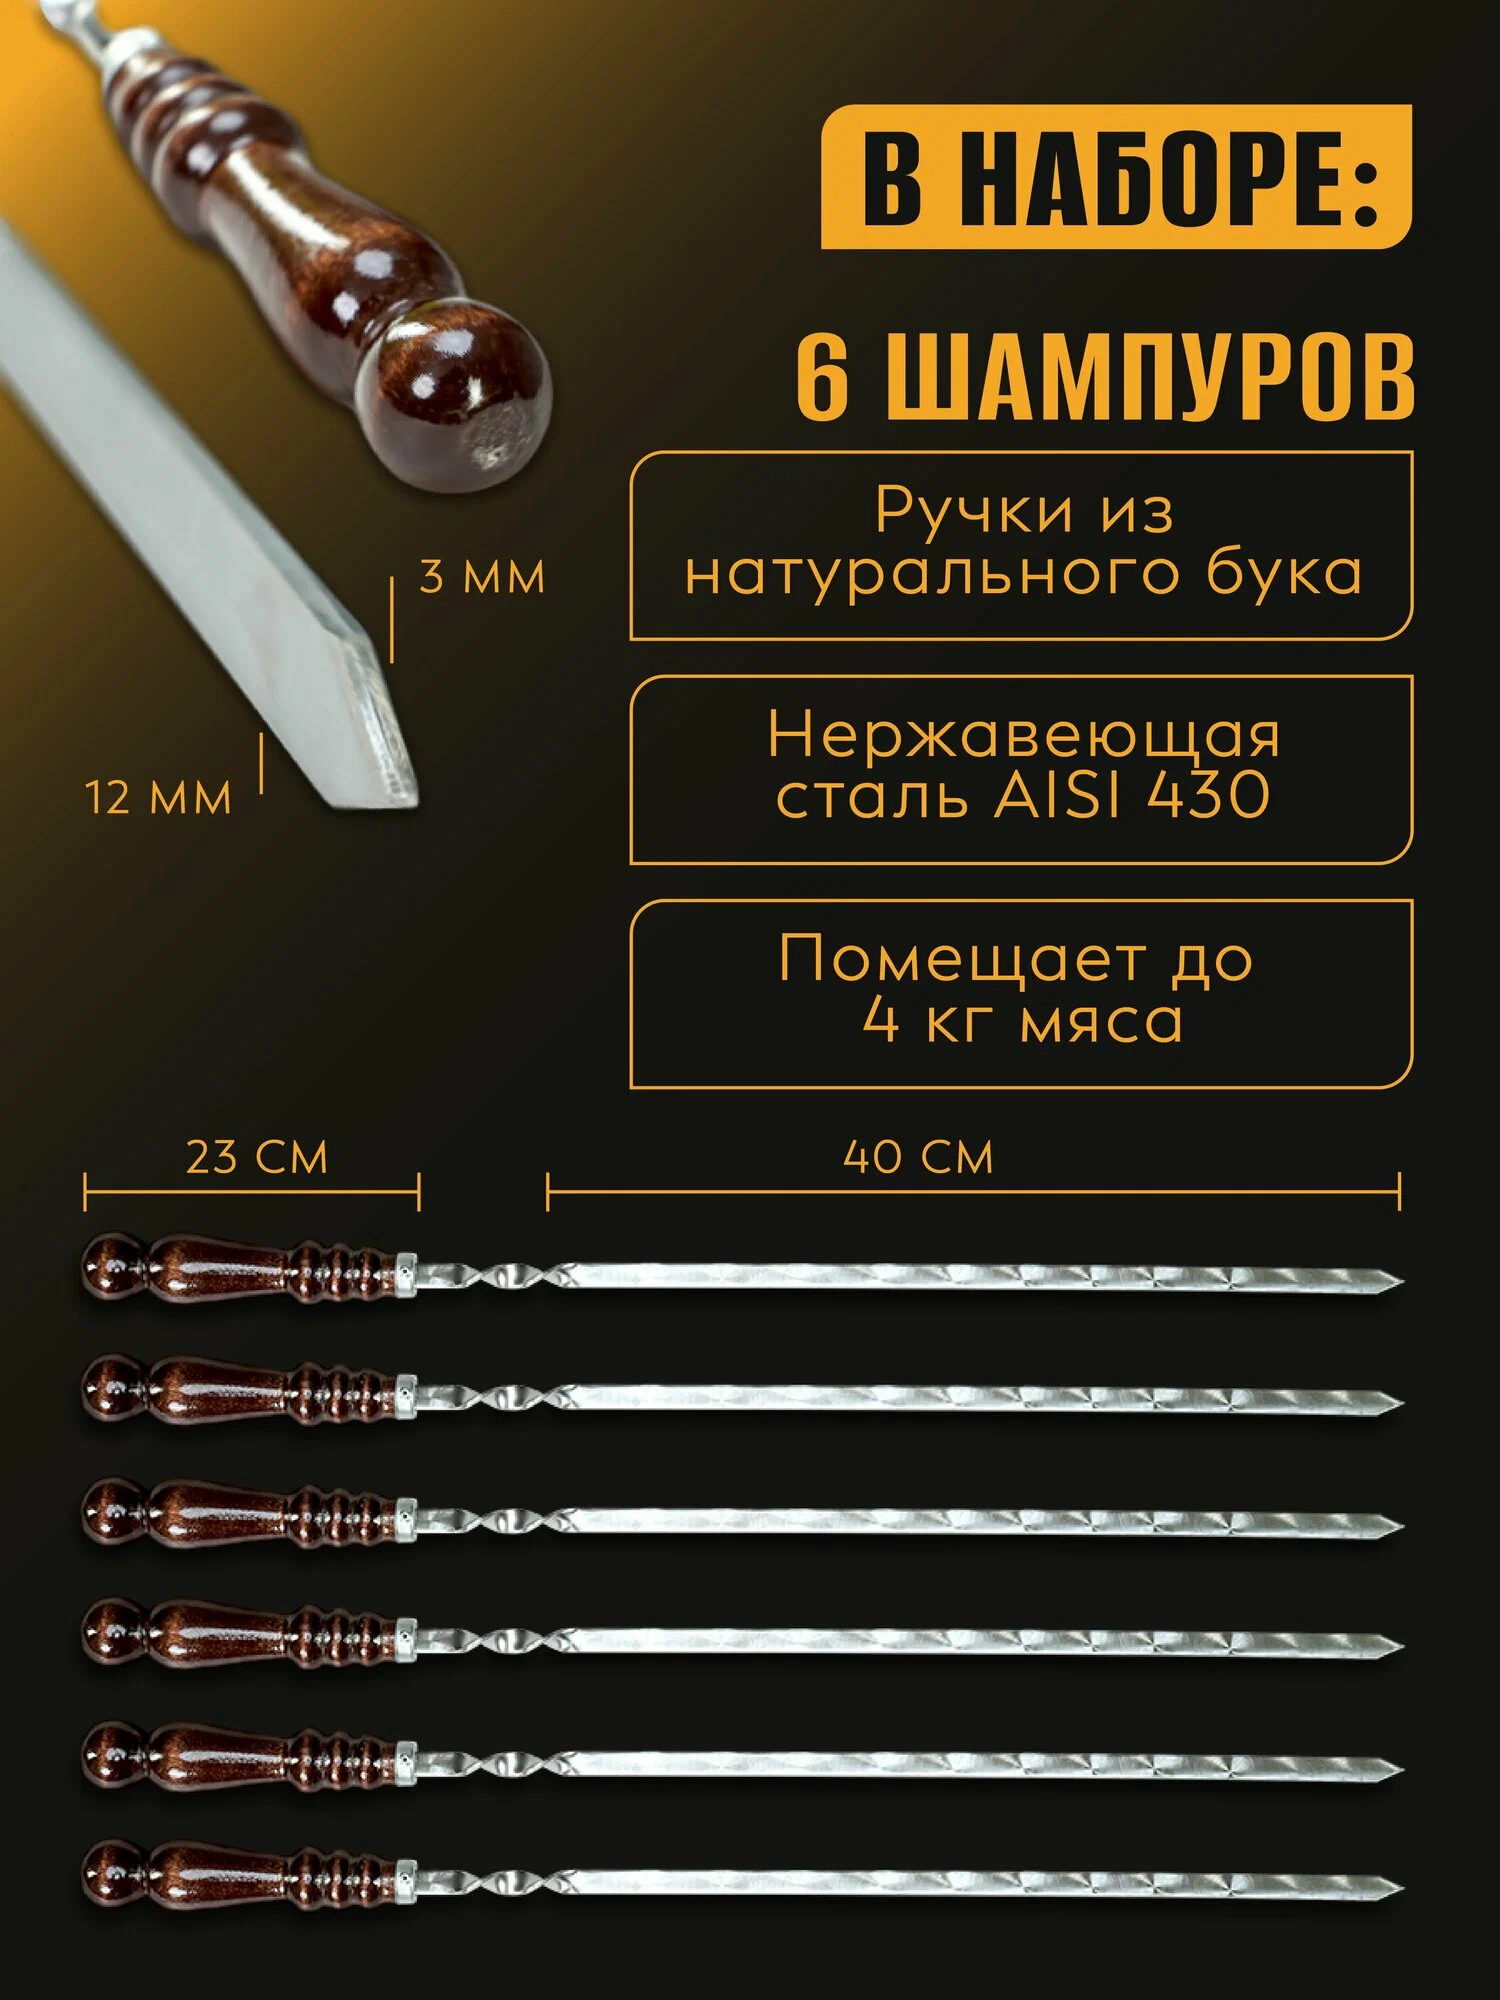 В НАБОРЕ:
6 ШАМПУРОВ
Ручки из
натурального бука
3 ММ
Нержавеющая
сталь AISI 430
12 ММ
Помещает до
4 кг мяса
23 СМ
40 СМ